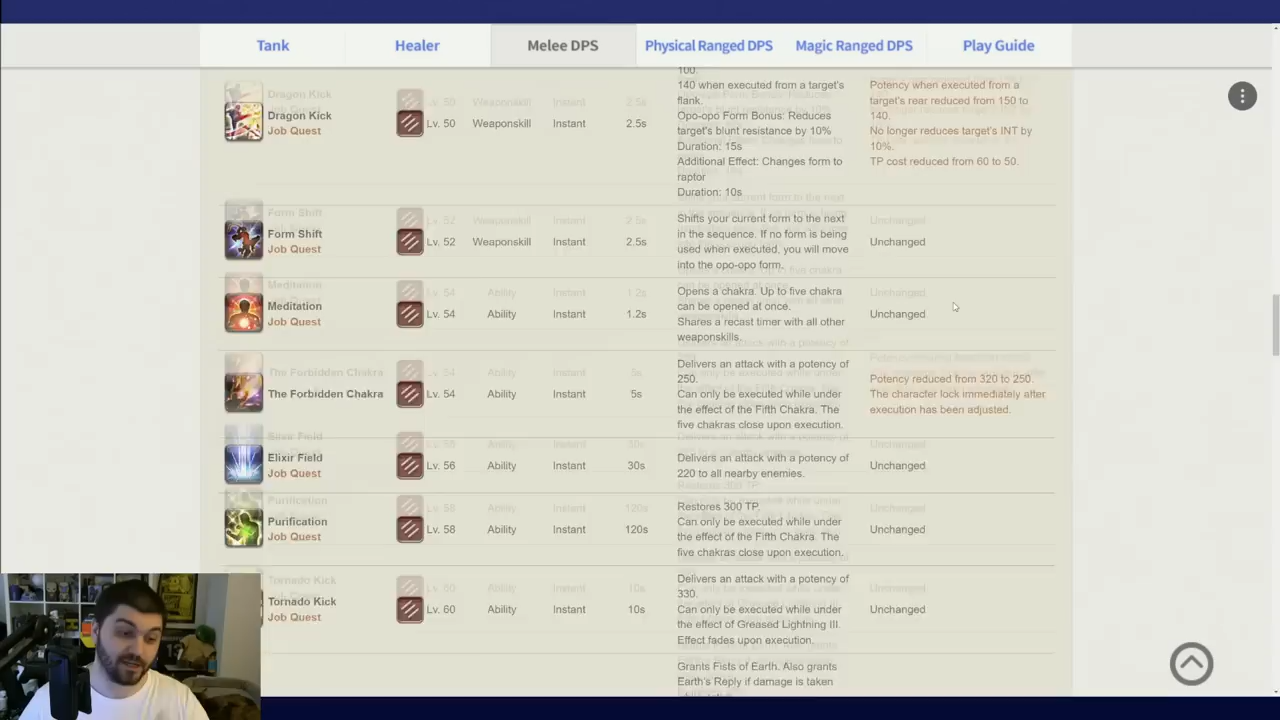 Tank
Healer
Melee DPS
Physical Ranged DPS
Magic Ranged DPS
Play Guide
Dragon Kick
Job Quest
Lv. 50
Weaponskill
Instant
2.5s
100.
140 when executed from a target's
flank.
Opo-opo Form Bonus: Reduces
target's blunt resistance by 10%
Duration: 15s
Additional Effect: Changes form to
raptor
Duration: 10s
Potency when executed from a
target's rear reduced from 150 to
140.
No longer reduces target's INT by
10%.
TP cost reduced from 60 to 50.
Form Shift
Job Quest
Lv. 52
Weaponskill
Instant
2.5s
Shifts your current form to the next
in the sequence. If no form is being
used when executed, you will move
into the opo-opo form.
Unchanged
Meditation
Job Quest
Lv. 54
Ability
Instant
1.2s
Opens a chakra. Up to five chakra
can be opened at once.
Shares a recast timer with all other
weaponskills.
Unchanged
The Forbidden Chakra
Lv. 54
Ability
Instant
5s
Delivers an attack with a potency of
250.
Can only be executed while under
the effect of the Fifth Chakra. The
five chakras close upon execution.
Potency reduced from 320 to 250.
The character lock immediately after
execution has been adjusted.
Elixir Field
Job Quest
Lv. 56
Ability
Instant
30s
Delivers an attack with a potency of
220 to all nearby enemies.
Unchanged
Purification
Job Quest
Lv. 58
Ability
Instant
120s
Restores 300 TP.
Can only be executed while under
the effect of the Fifth Chakra. The
five chakras close upon execution.
Unchanged
Tornado Kick
Job Quest
Lv. 60
Ability
Instant
10s
Delivers an attack with a potency of
330.
Can only be executed while under
the effect of Greased Lightning III.
Effect fades upon execution.
Unchanged
Grants Fists of Earth. Also grants
Earth's Reply if damage is taken